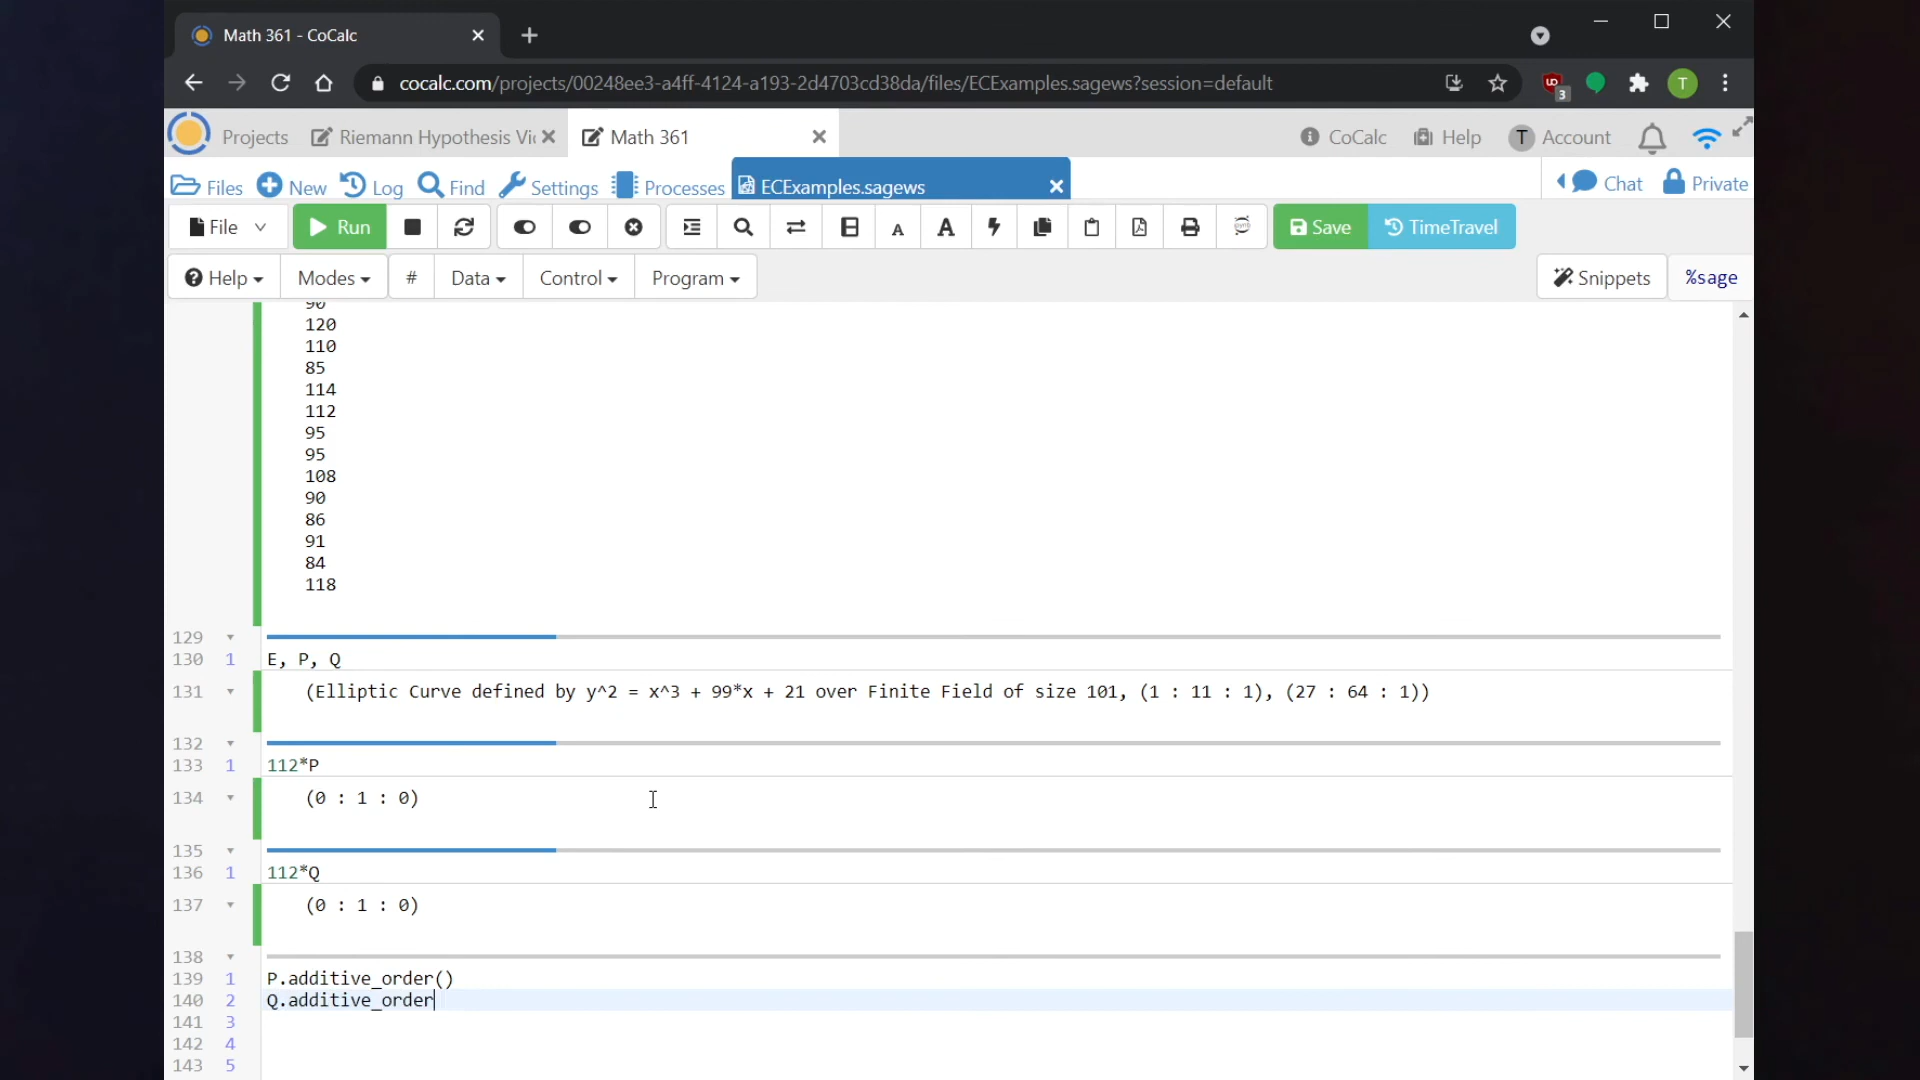 Math 361 - CoCalc
cocalc.com/projects/00248ee3-a4ff-4124-a193-2d4703cd38da/files/ECExamples.sagews?session=default
3
T
Projects
Riemann Hypothesis Vi
Math 361
CoCalc
Help
T Account
Files
New
Log
Find
Settings
Processes
ECExamples.sagews
Chat
Private
File
Run
A
A
Save
TimeTravel
Help
Modes
#
Data
Control
Program
Snippets
%sage
90
120
110
85
114
112
95
95
108
90
86
91
84
118
129
130 1 E, P, Q
131 (Elliptic Curve defined by y^2 = x^3 + 99*x + 21 over Finite Field of size 101, (1 : 11 : 1), (27 : 64 : 1))
132
133 1 112*P
134 (0 : 1 : 0)
135
136 1 112*Q
137 (0 : 1 : 0)
138
139 1 P.additive_order()
140 2 Q.additive_order
141 3
142 4
143 5